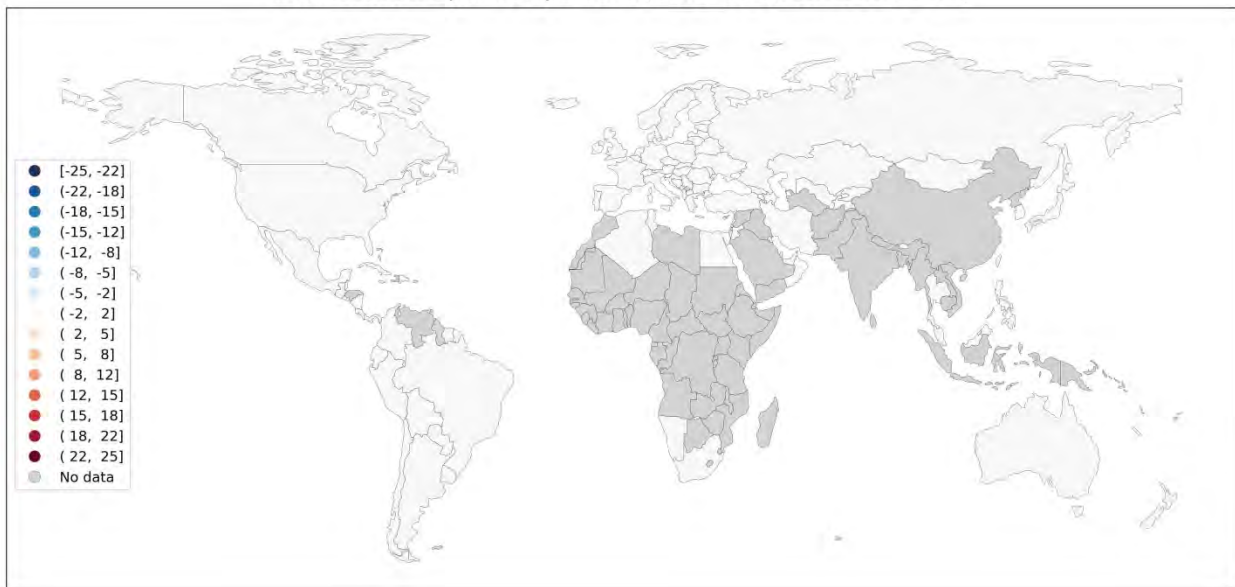 [-25, -22]
(-22, -18]
(-18, -15]
(-15, -12]
(-12, -8]
( -8, -5]
( -5, -2]
( -2, 2]
( 2, 5]
( 5, 8]
( 8, 12]
( 12, 15]
( 15, 18]
( 18, 22]
( 22, 25]
No data